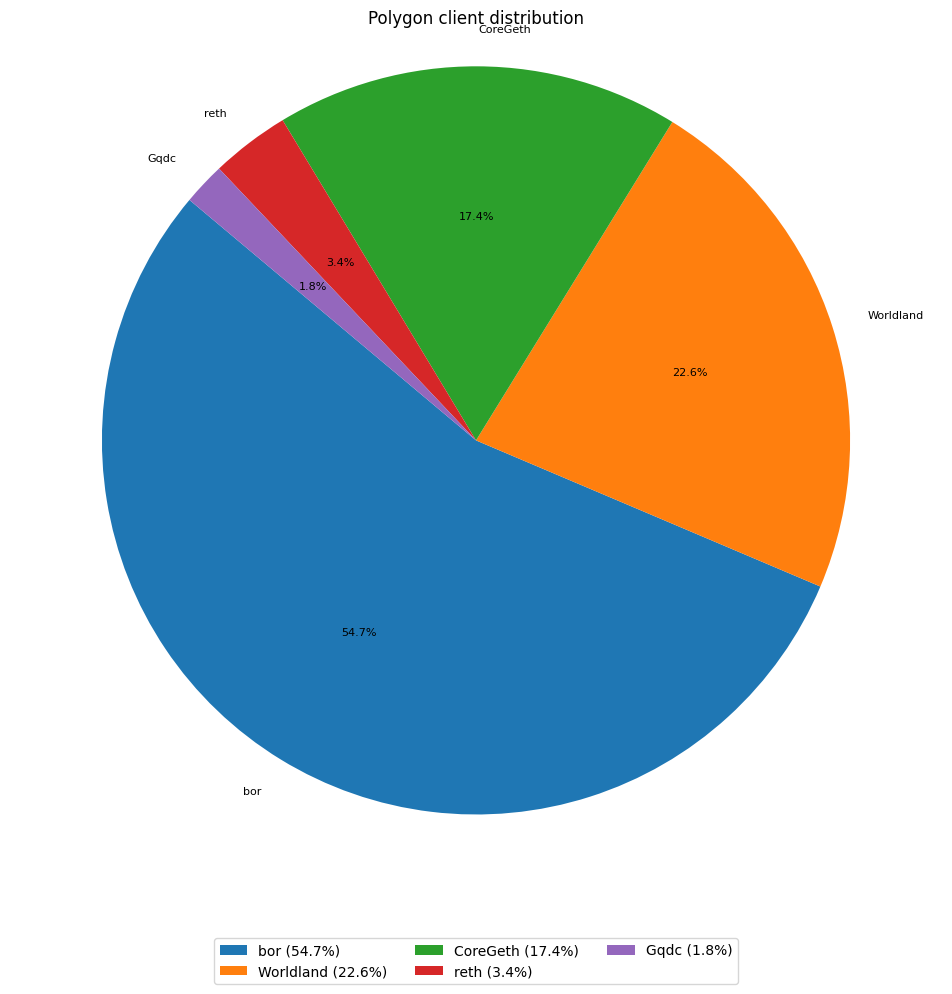 Polygon client distribution
CoreGeth
reth
Gqdc
17.4%
3.4%
1.8%
Worldland
22.6%
54.7%
bor
bor (54.7%)
Worldland (22.6%)
CoreGeth (17.4%)
reth (3.4%)
Gqdc (1.8%)